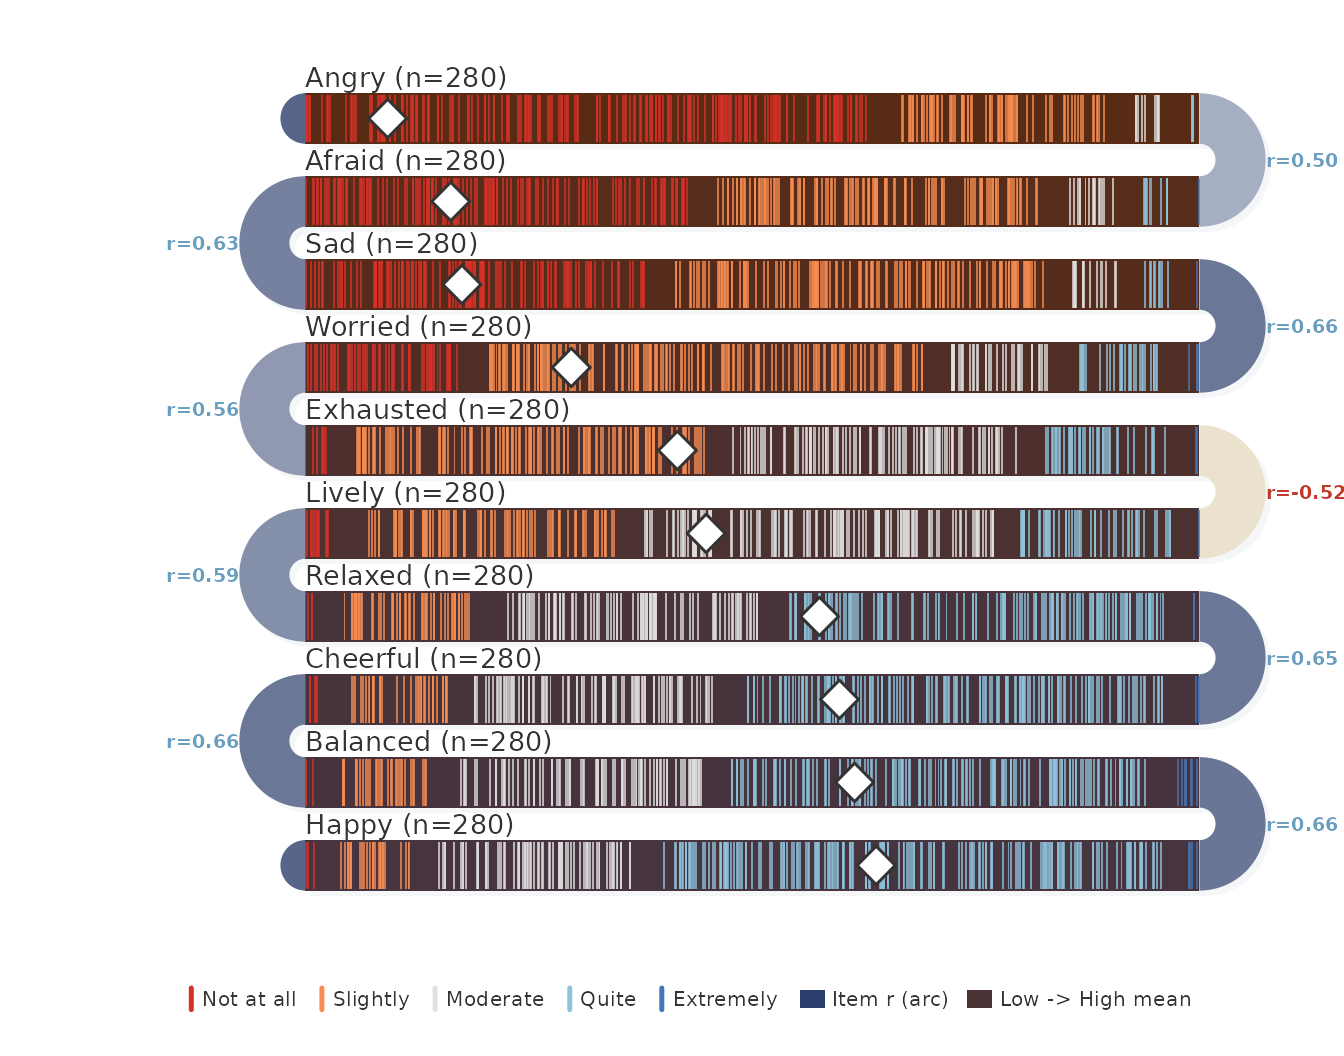 Angry (n=280)
r=0.50
Afraid (n=280)
r=0.63
Sad (n=280)
r=0.66
Worried (n=280)
r=0.56
Exhausted (n=280)
r=-0.52
Lively (n=280)
r=0.59
Relaxed (n=280)
r=0.65
Cheerful (n=280)
r=0.66
Balanced (n=280)
r=0.66
Happy (n=280)
Not at all Slightly Moderate Quite Extremely Item r (arc) Low -> High mean